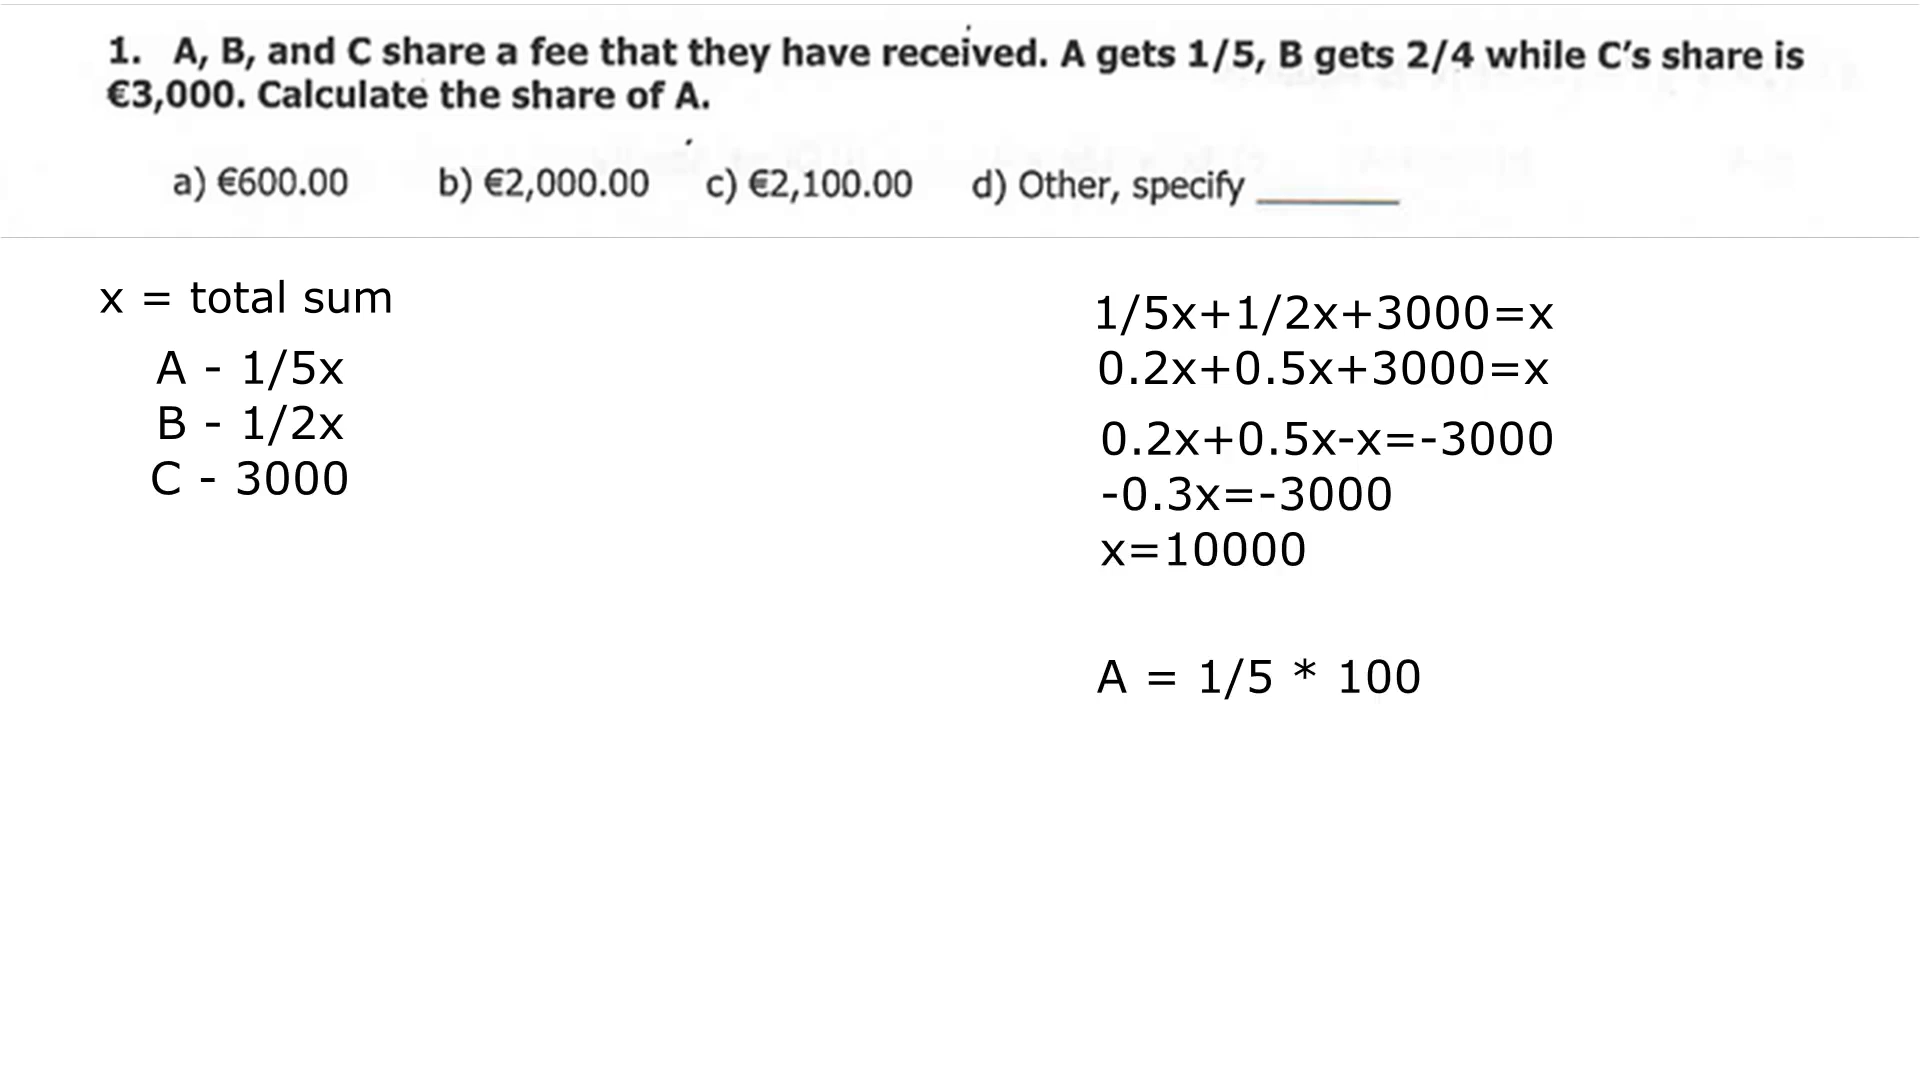 1. A, B, and C share a fee that they have received. A gets 1/5, B gets 2/4 while C's share is
€3,000. Calculate the share of A.
a) €600.00 b) €2,000.00 c) €2,100.00 d) Other, specify ________
x = total sum
A - 1/5x
B - 1/2x
C - 3000
1/5x+1/2x+3000=x
0.2x+0.5x+3000=x
0.2x+0.5x-x=-3000
-0.3x=-3000
x=10000
A = 1/5 * 100